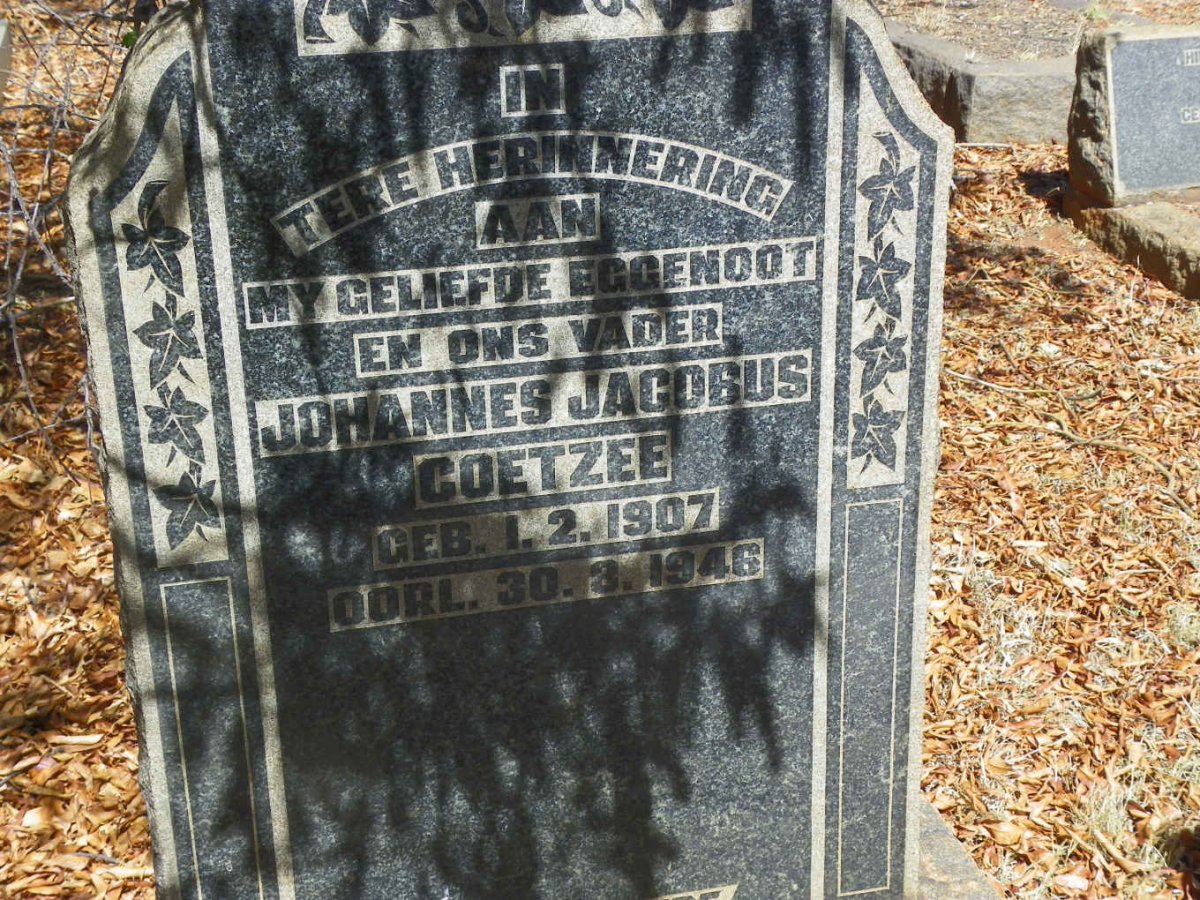 IN
TERE HERINNERING
AAN
MY GELIEFDE EGGENOOT
EN ONS VADER
JOHANNES JACOBUS
COETZEE
GEB. 1. 2. 1907
OORL. 30. 3. 1946